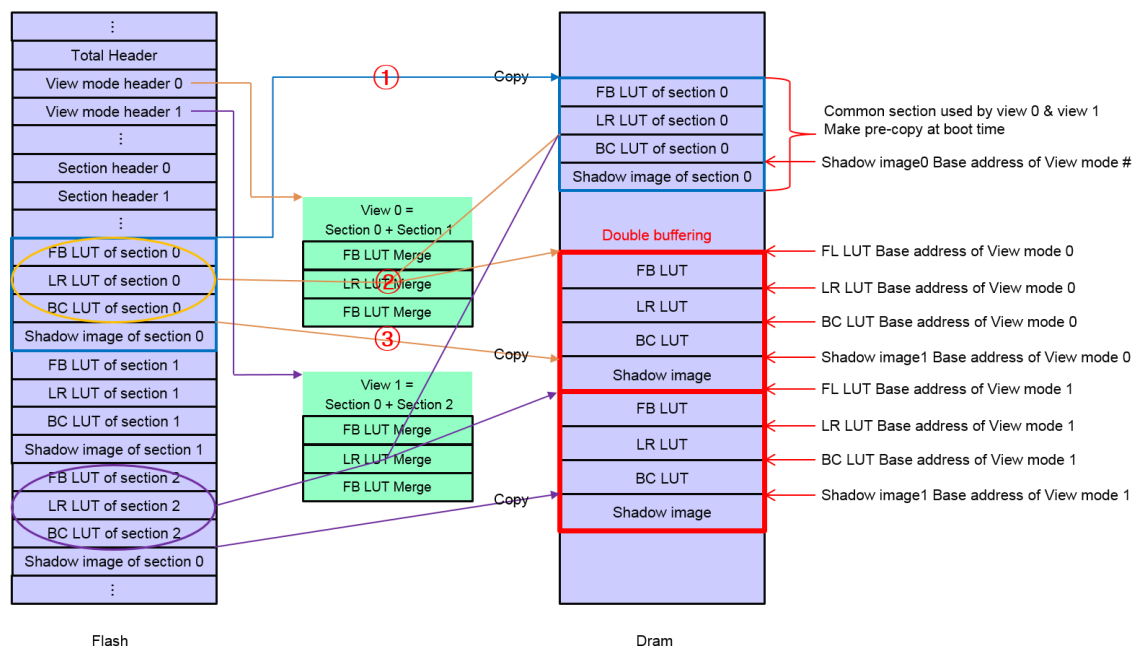 ⋮
Total Header
View mode header 0
View mode header 1
⋮
Section header 0
Section header 1
⋮
FB LUT of section 0
LR LUT of section 0
BC LUT of section 0
Shadow image of section 0
FB LUT of section 1
LR LUT of section 1
BC LUT of section 1
Shadow image of section 1
FB LUT of section 2
LR LUT of section 2
BC LUT of section 2
Shadow image of section 0
⋮
Flash
①
Copy
View 0 =
Section 0 + Section 1
FB LUT Merge
②
LR LUT Merge
FB LUT Merge
③
Copy
View 1 =
Section 0 + Section 2
FB LUT Merge
LR LUT Merge
FB LUT Merge
Copy
FB LUT of section 0
LR LUT of section 0
BC LUT of section 0
Shadow image of section 0
Double buffering
FB LUT
LR LUT
BC LUT
Shadow image
FB LUT
LR LUT
BC LUT
Shadow image
Dram
Common section used by view 0 & view 1
Make pre-copy at boot time
Shadow image0 Base address of View mode #
FL LUT Base address of View mode 0
LR LUT Base address of View mode 0
BC LUT Base address of View mode 0
Shadow image1 Base address of View mode 0
FL LUT Base address of View mode 1
LR LUT Base address of View mode 1
BC LUT Base address of View mode 1
Shadow image1 Base address of View mode 1